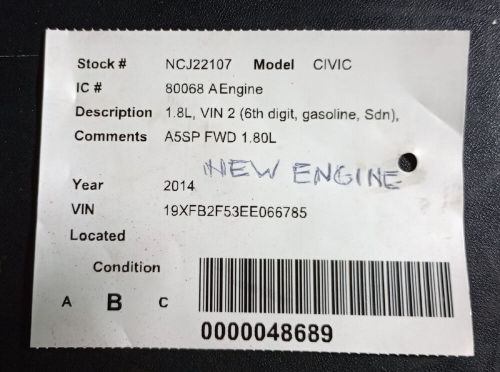 Stock # NCJ22107 Model CIVIC
IC # 80068 AEngine
Description 1.8L, VIN 2 (6th digit, gasoline, Sdn),
Comments A5SP FWD 1.80L
NEW ENGINE
Year 2014
VIN 19XFB2F53EE066785
Located
Condition
A B C
0000048689